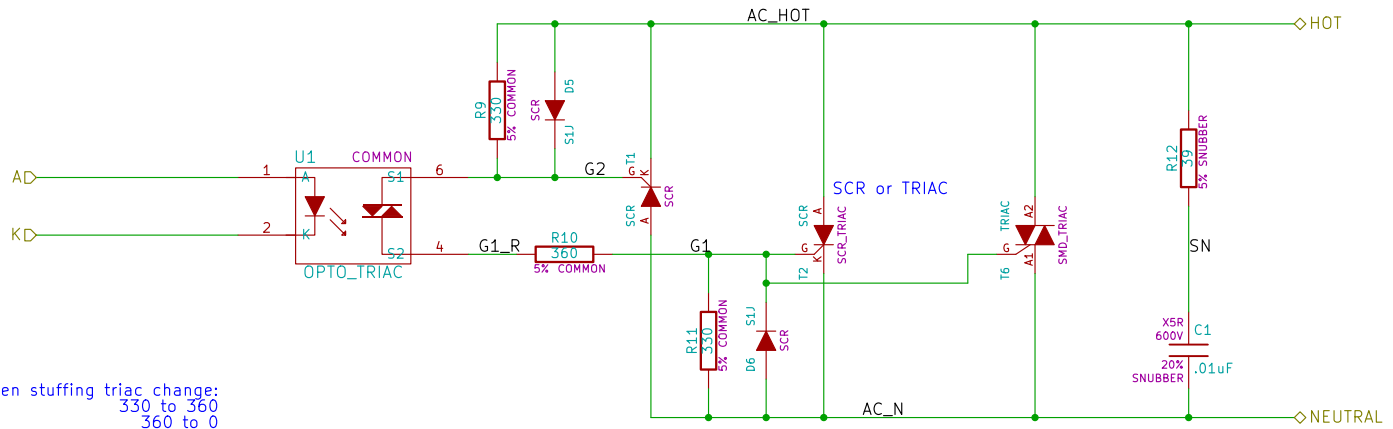 AC_HOT
HOT
R9
330
5% COMMON
D5
SCR
S1J
U1
COMMON
A
1
A
S1
6
G2
T1
G
K
SCR
SCR
A
K
2
K
S2
4
OPTO_TRIAC
G1_R
R10
360
5% COMMON
G1
SCR or TRIAC
SCR
A
SCR_TRIAC
G
K
T2
TRIAC
A2
SMD_TRIAC
G
A1
T6
R12
39
5%
SNUBBER
SN
R11
330
5% COMMON
S1J
SCR
D6
X5R
600V
C1
20%
.01uF
SNUBBER
AC_N
NEUTRAL
en stuffing triac change:
330 to 360
360 to 0